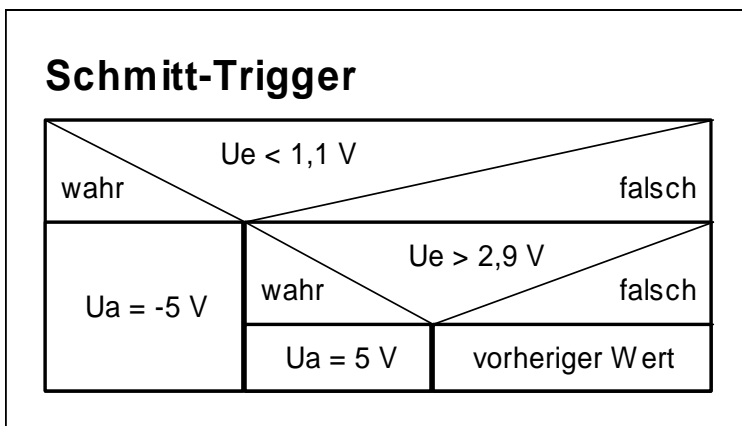 Schmitt-Trigger
Ue < 1,1 V
wahr
falsch
Ue > 2,9 V
wahr
falsch
Ua = -5 V
Ua = 5 V
vorheriger Wert